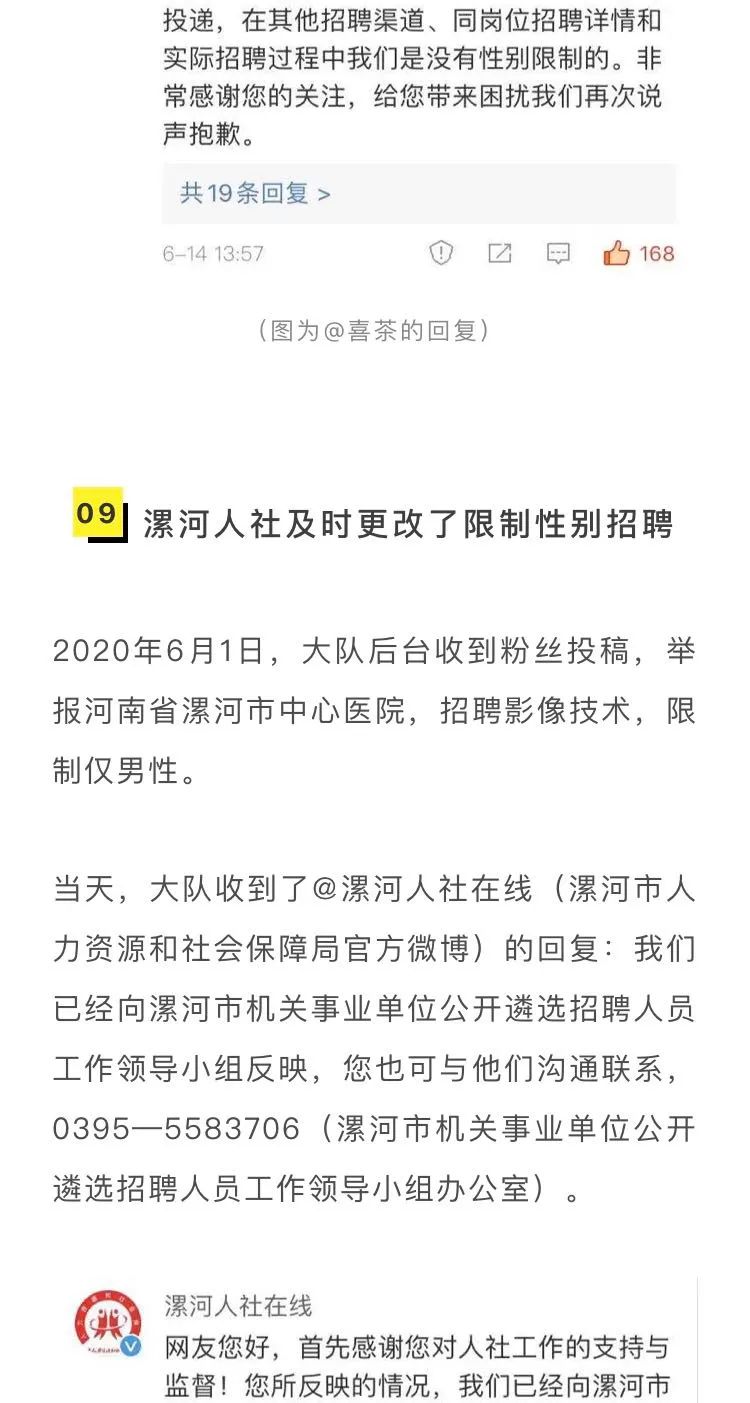 投递，在其他招聘渠道、同岗位招聘详情和
实际招聘过程中我们是没有性别限制的。非
常感谢您的关注，给您带来困扰我们再次说
声抱歉。
共19条回复 >
6-14 13:57
168
（图为@喜茶的回复）
09 漯河人社及时更改了限制性别招聘
2020年6月1日，大队后台收到粉丝投稿，举
报河南省漯河市中心医院，招聘影像技术，限
制仅男性。
当天，大队收到了@漯河人社在线（漯河市人
力资源和社会保障局官方微博）的回复：我们
已经向漯河市机关事业单位公开遴选招聘人员
工作领导小组反映，您也可与他们沟通联系，
0395—5583706（漯河市机关事业单位公开
遴选招聘人员工作领导小组办公室）。
漯河人社在线
网友您好，首先感谢您对人社工作的支持与
监督！您所反映的情况，我们已经向漯河市